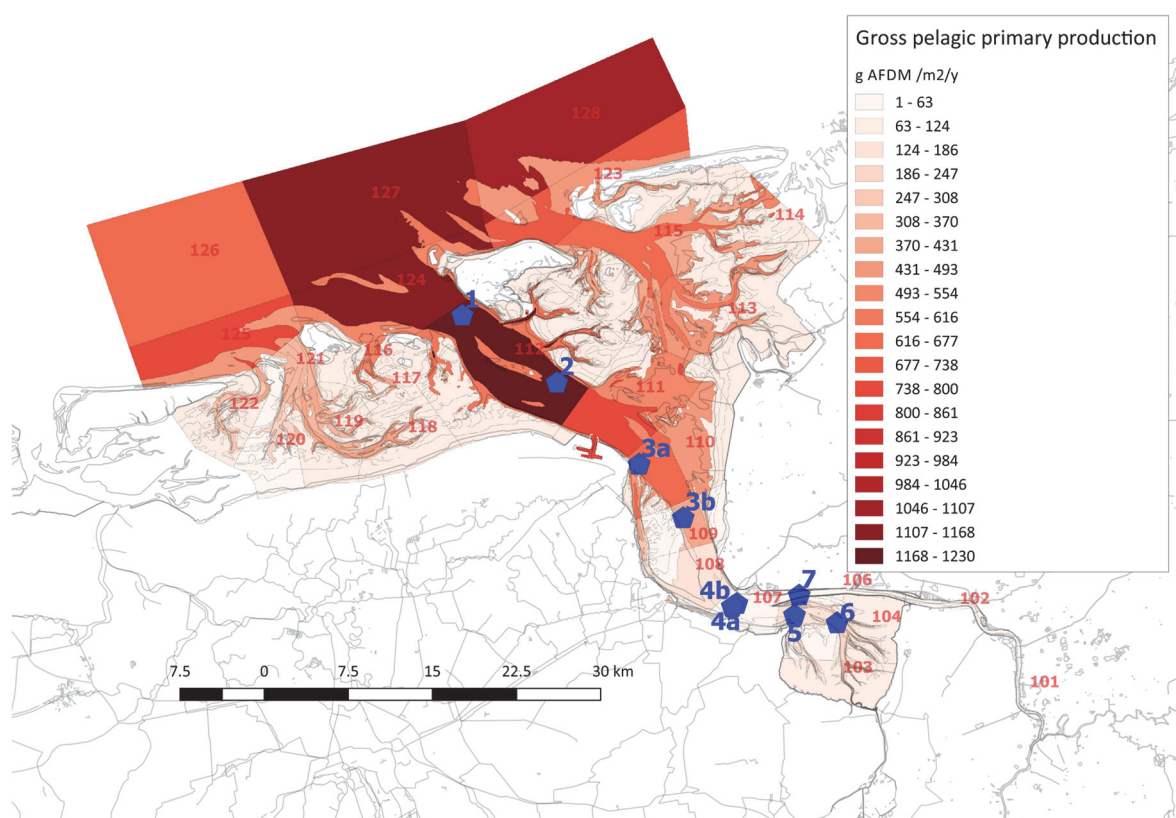 Gross pelagic primary production
g AFDM /m2/y
1 - 63
63 - 124
124 - 186
186 - 247
247 - 308
308 - 370
370 - 431
431 - 493
493 - 554
554 - 616
616 - 677
677 - 738
738 - 800
800 - 861
861 - 923
923 - 984
984 - 1046
1046 - 1107
1107 - 1168
1168 - 1230
128
127
123
114
126
115
124
1
113
125
112
116
121
117
2
111
122
119
118
120
110
3a
3b
109
108
4b
107
7
106
102
4a
5
6
104
103
101
7.5 0 7.5 15 22.5 30 km